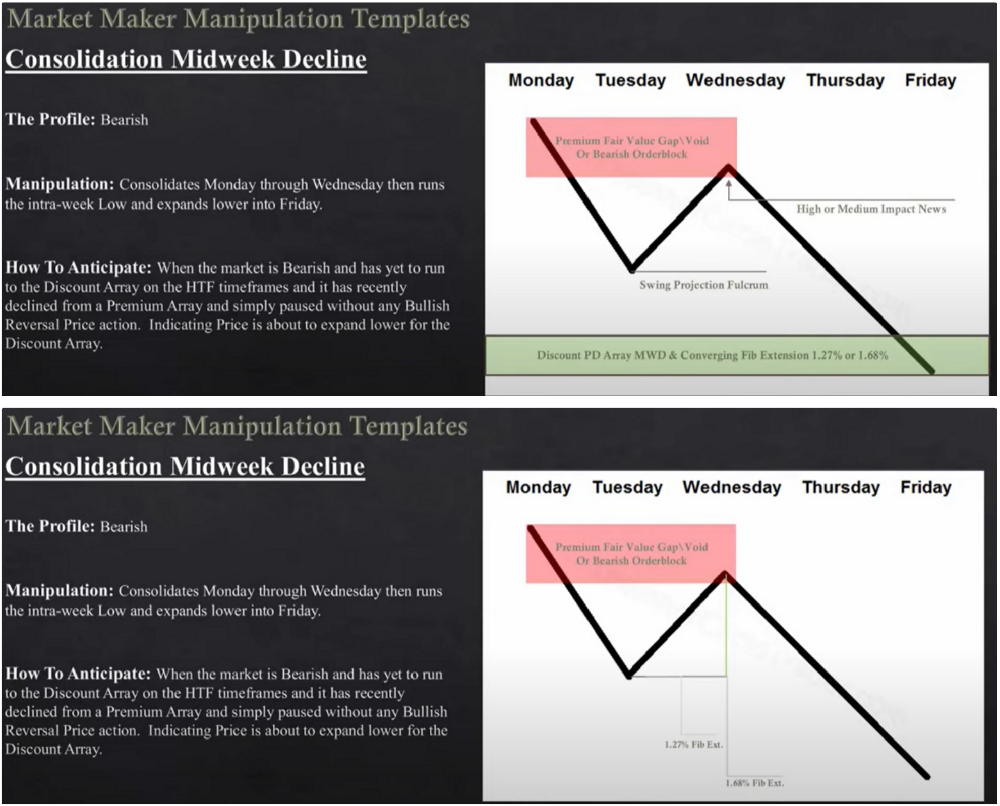 Market Maker Manipulation Templates
Consolidation Midweek Decline
The Profile: Bearish
Manipulation: Consolidates Monday through Wednesday then runs
the intra-week Low and expands lower into Friday.
How To Anticipate: When the market is Bearish and has yet to run
to the Discount Array on the HTF timeframes and it has recently
declined from a Premium Array and simply paused without any Bullish
Reversal Price action. Indicating Price is about to expand lower for the
Discount Array.
Monday Tuesday Wednesday Thursday Friday
Premium Fair Value Gap\Void
Or Bearish Orderblock
High or Medium Impact News
Swing Projection Fulcrum
Discount PD Array MWD & Converging Fib Extension 1.27% or 1.68%
Market Maker Manipulation Templates
Consolidation Midweek Decline
The Profile: Bearish
Manipulation: Consolidates Monday through Wednesday then runs
the intra-week Low and expands lower into Friday.
How To Anticipate: When the market is Bearish and has yet to run
to the Discount Array on the HTF timeframes and it has recently
declined from a Premium Array and simply paused without any Bullish
Reversal Price action. Indicating Price is about to expand lower for the
Discount Array.
Monday Tuesday Wednesday Thursday Friday
Premium Fair Value Gap\Void
Or Bearish Orderblock
1.27% Fib Ext.
1.68% Fib Ext.